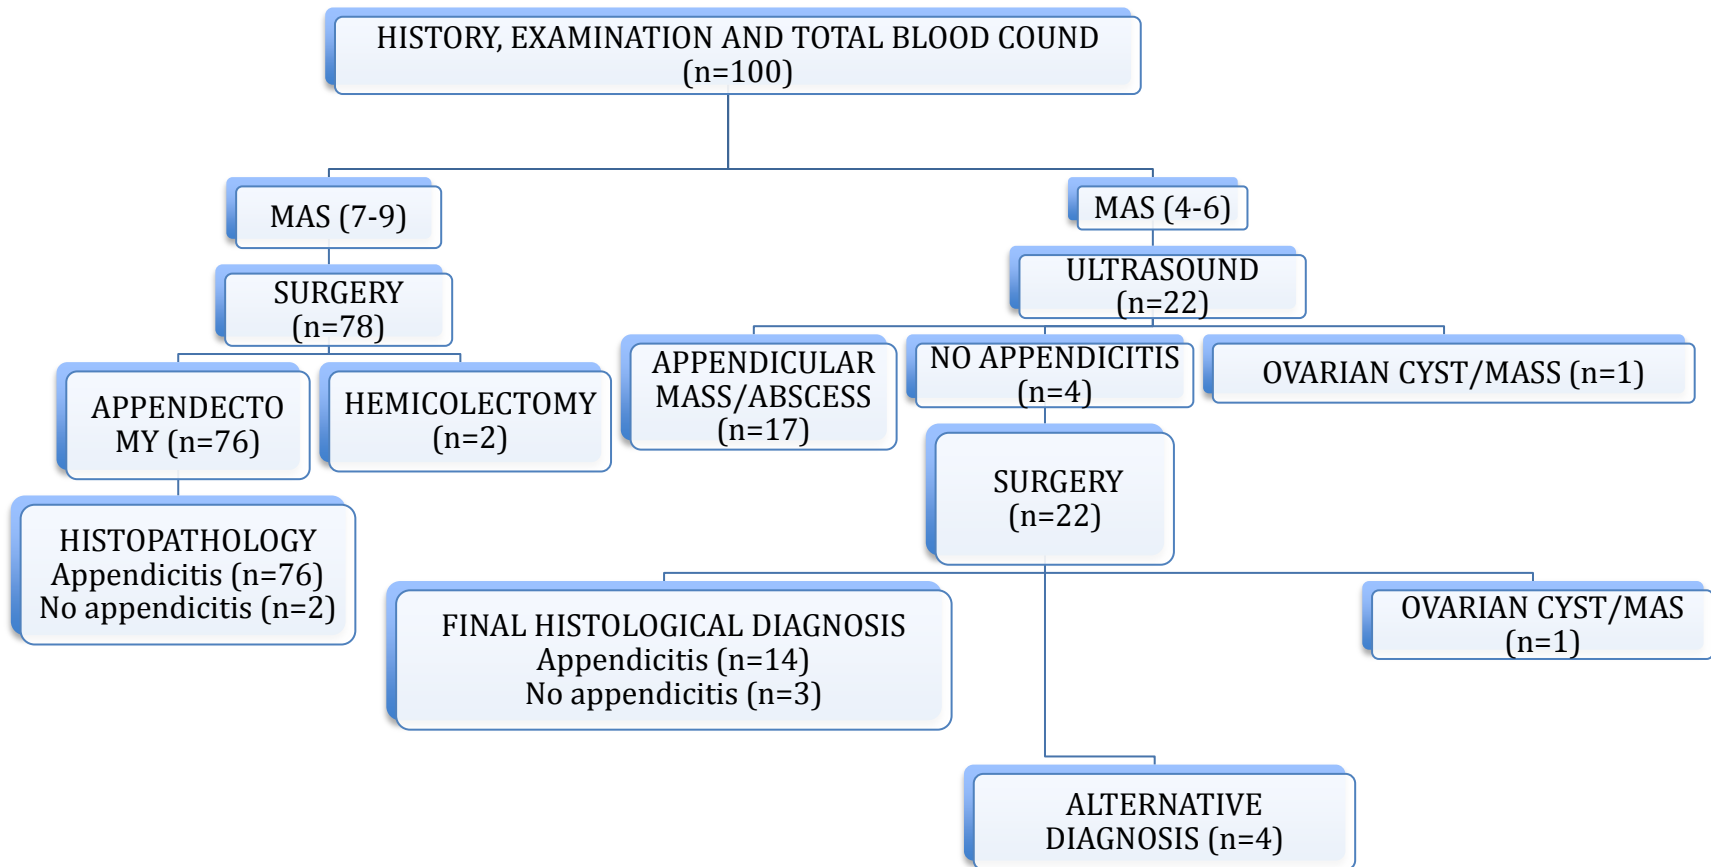 HISTORY, EXAMINATION AND TOTAL BLOOD COUND
(n=100)
MAS (7-9)
MAS (4-6)
SURGERY
(n=78)
ULTRASOUND
(n=22)
APPENDECTO
MY (n=76)
HEMICOLECTOMY
(n=2)
APPENDICULAR
MASS/ABSCESS
(n=17)
NO APPENDICITIS
(n=4)
OVARIAN CYST/MASS (n=1)
HISTOPATHOLOGY
Appendicitis (n=76)
No appendicitis (n=2)
SURGERY
(n=22)
FINAL HISTOLOGICAL DIAGNOSIS
Appendicitis (n=14)
No appendicitis (n=3)
OVARIAN CYST/MAS
(n=1)
ALTERNATIVE
DIAGNOSIS (n=4)